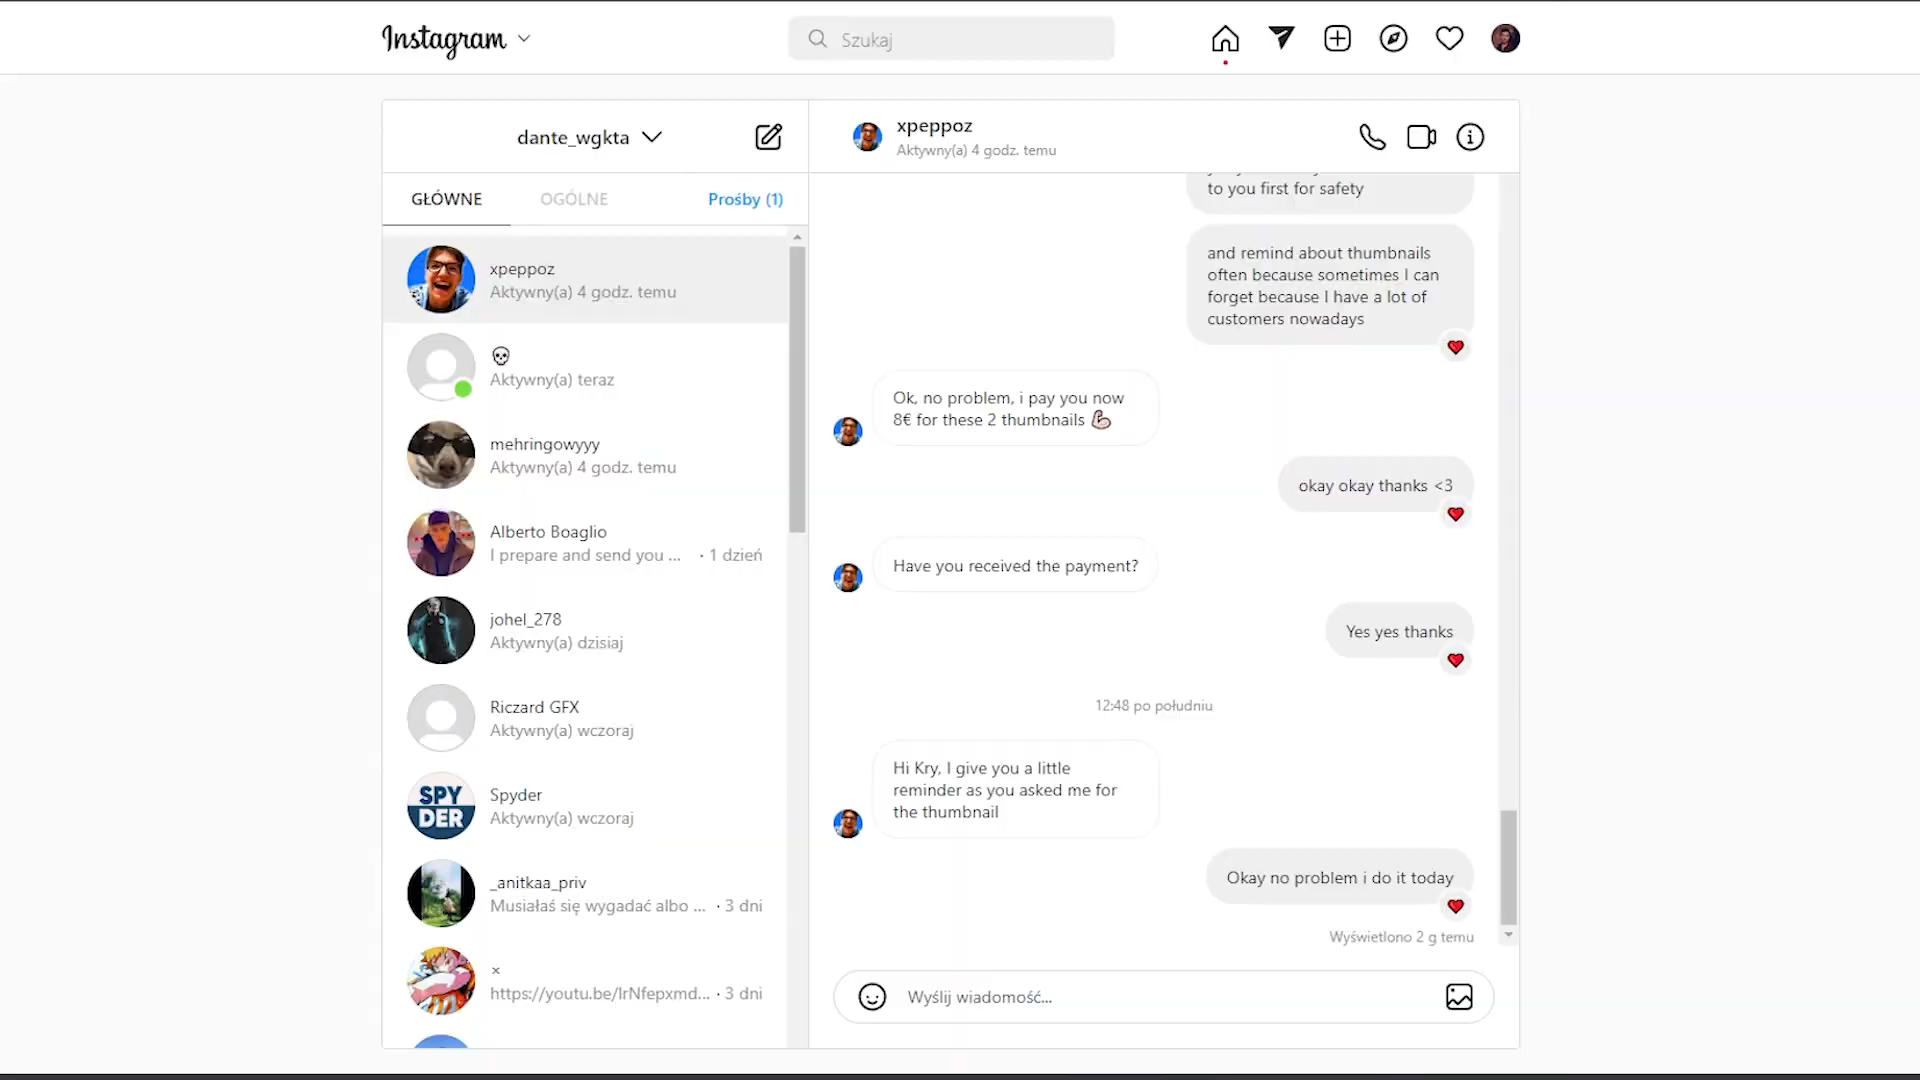 Instagram
Szukaj
dante_wgkta
GŁÓWNE
OGÓLNE
Prośby (1)
xpeppoz
Aktywny(a) 4 godz. temu
Aktywny(a) teraz
mehringowyyy
Aktywny(a) 4 godz. temu
Alberto Boaglio
I prepare and send you ... · 1 dzień
johel_278
Aktywny(a) dzisiaj
Riczard GFX
Aktywny(a) wczoraj
SPY
DER
Spyder
Aktywny(a) wczoraj
_anitkaa_priv
Musiałaś się wygadać albo ... · 3 dni
×
https://youtu.be/lrNfepxmd... · 3 dni
xpeppoz
Aktywny(a) 4 godz. temu
to you first for safety
and remind about thumbnails
often because sometimes I can
forget because I have a lot of
customers nowadays
Ok, no problem, i pay you now
8€ for these 2 thumbnails 💪🏻
okay okay thanks <3
Have you received the payment?
Yes yes thanks
12:48 po południu
Hi Kry, I give you a little
reminder as you asked me for
the thumbnail
Okay no problem i do it today
Wyświetlono 2 g temu
Wyślij wiadomość...